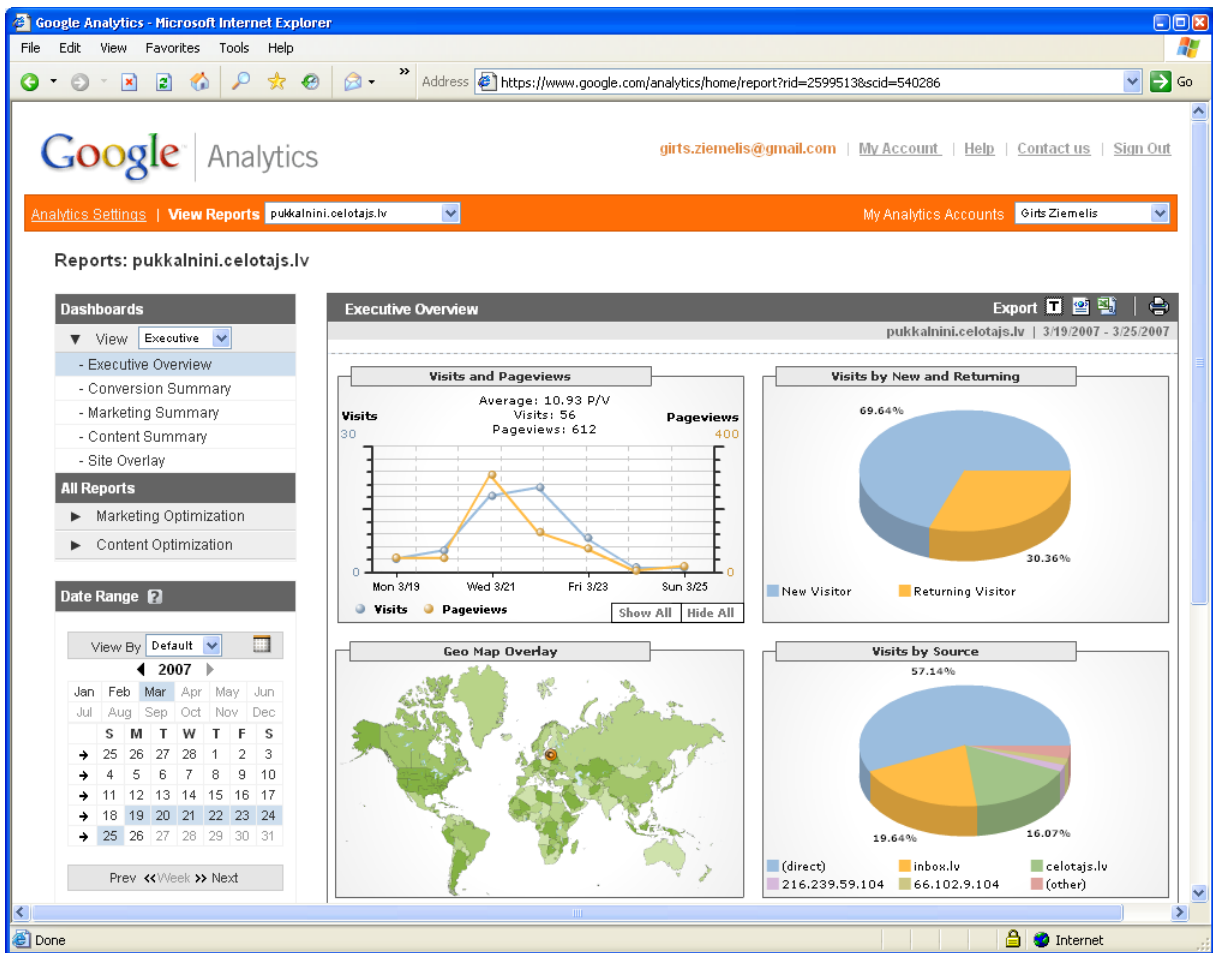 Google Analytics - Microsoft Internet Explorer
File Edit View Favorites Tools Help
» Address https://www.google.com/analytics/home/report?rid=2599513&scid=540286 Go
Google Analytics
girts.ziemelis@gmail.com | My Account | Help | Contact us | Sign Out
Analytics Settings | View Reports pukkalnini.celotajs.lv My Analytics Accounts Girts Ziemelis
Reports: pukkalnini.celotajs.lv
Dashboards
View Executive
- Executive Overview
- Conversion Summary
- Marketing Summary
- Content Summary
- Site Overlay
All Reports
Marketing Optimization
Content Optimization
Date Range ?
View By Default
2007
Jan Feb Mar Apr May Jun
Jul Aug Sep Oct Nov Dec
S M T W T F S
25 26 27 28 1 2 3
4 5 6 7 8 9 10
11 12 13 14 15 16 17
18 19 20 21 22 23 24
25 26 27 28 29 30 31
Prev << Week >> Next
Executive Overview Export T
pukkalnini.celotajs.lv | 3/19/2007 - 3/25/2007
Visits and Pageviews
Average: 10.93 P/V
Visits: 56
Pageviews: 612
Visits
30
Pageviews
400
0 0
Mon 3/19 Wed 3/21 Fri 3/23 Sun 3/25
Visits Pageviews Show All Hide All
Visits by New and Returning
69.64%
30.36%
New Visitor Returning Visitor
Geo Map Overlay
Visits by Source
57.14%
19.64% 16.07%
(direct) inbox.lv celotajs.lv
216.239.59.104 66.102.9.104 (other)
Done Internet